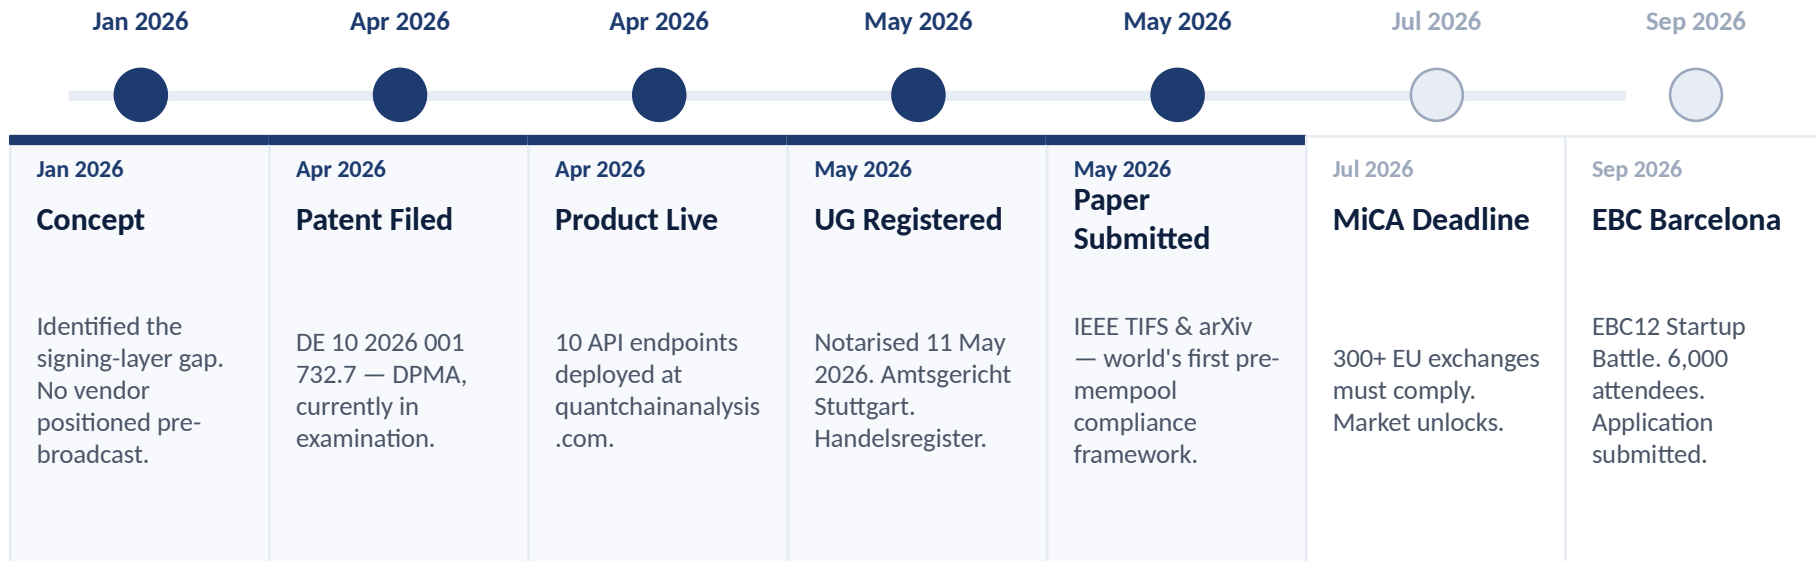 Jan 2026
Apr 2026
Apr 2026
May 2026
May 2026
Jul 2026
Sep 2026
Jan 2026
Concept
Identified the
signing-layer gap.
No vendor
positioned pre-
broadcast.
Apr 2026
Patent Filed
DE 10 2026 001
732.7 — DPMA,
currently in
examination.
Apr 2026
Product Live
10 API endpoints
deployed at
quantchainanalysis
.com.
May 2026
UG Registered
Notarised 11 May
2026. Amtsgericht
Stuttgart.
Handelsregister.
May 2026
Paper
Submitted
IEEE TIFS & arXiv
— world's first pre-
mempool
compliance
framework.
Jul 2026
MiCA Deadline
300+ EU exchanges
must comply.
Market unlocks.
Sep 2026
EBC Barcelona
EBC12 Startup
Battle. 6,000
attendees.
Application
submitted.